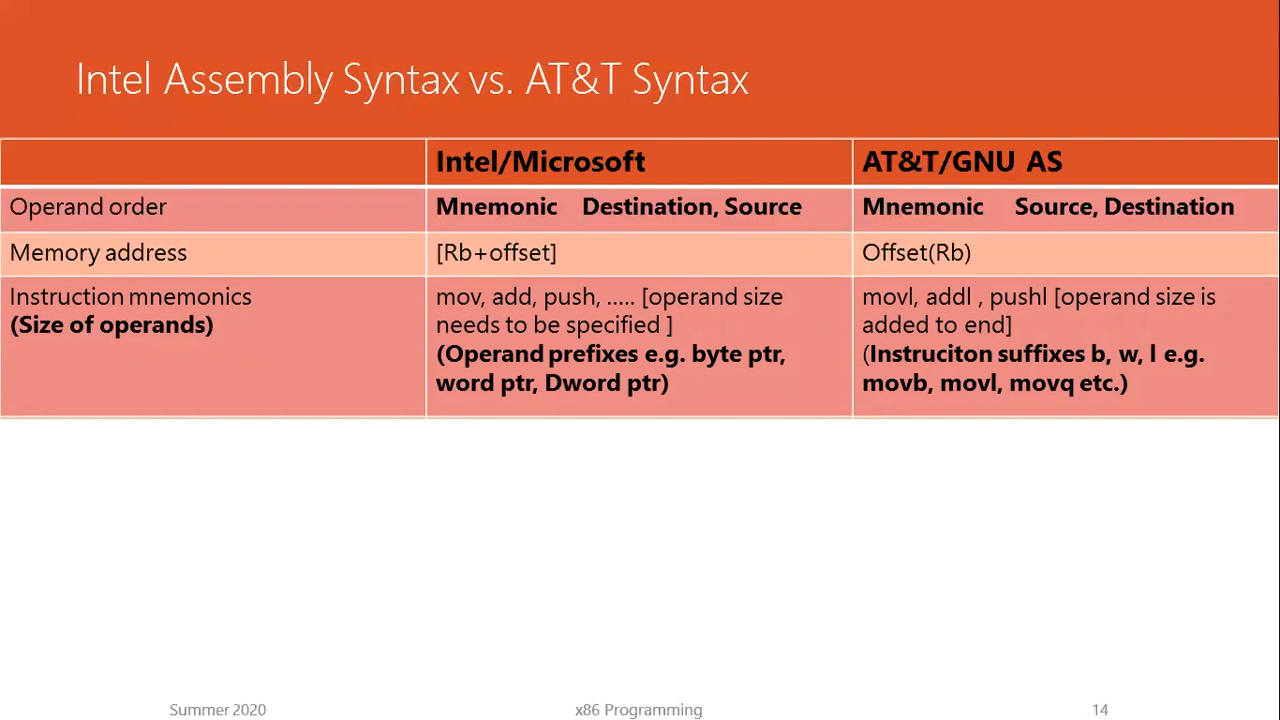 Intel Assembly Syntax vs. AT&T Syntax
Intel/Microsoft AT&T/GNU AS
Operand order Mnemonic Destination, Source Mnemonic Source, Destination
Memory address [Rb+offset] Offset(Rb)
Instruction mnemonics
(Size of operands)
mov, add, push, ..... [operand size
needs to be specified ]
(Operand prefixes e.g. byte ptr,
word ptr, Dword ptr)
movl, addl , pushl [operand size is
added to end]
(Instruciton suffixes b, w, l e.g.
movb, movl, movq etc.)
Summer 2020 x86 Programming 14